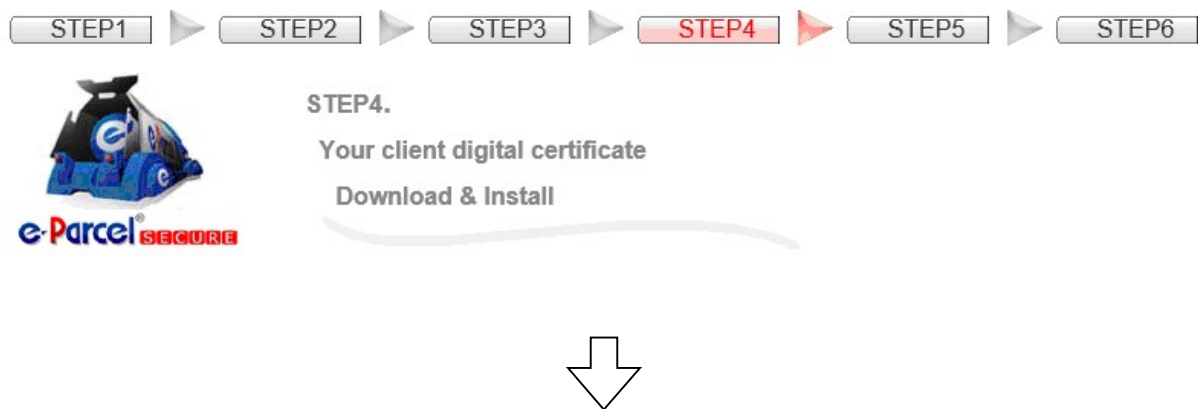 STEP1 STEP2 STEP3 STEP4 STEP5 STEP6
STEP4.
Your client digital certificate
Download & Install
e-Parcel® SECURE